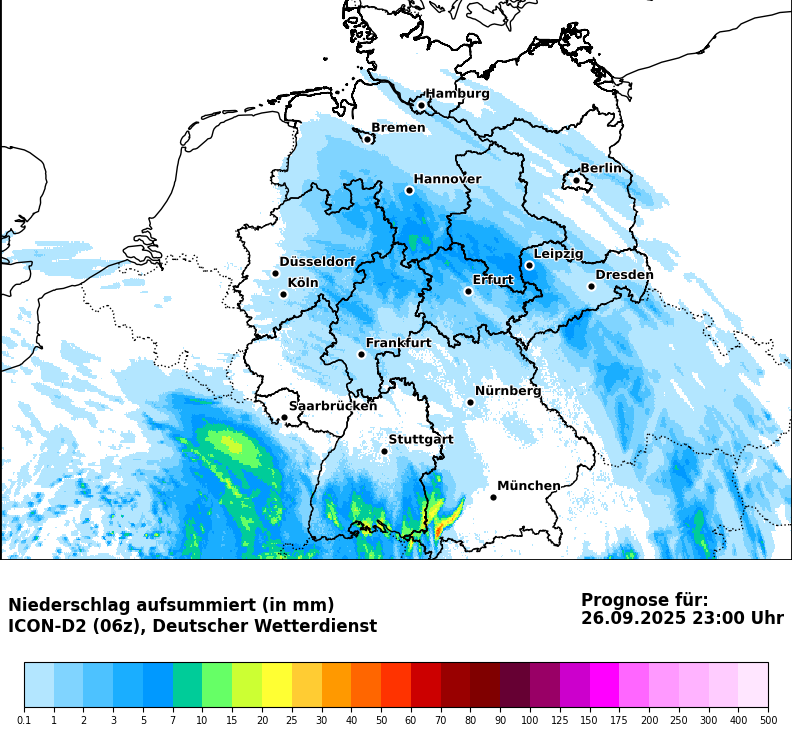 Hamburg
Bremen
Berlin
Hannover
Leipzig
Düsseldorf
Dresden
Köln
Erfurt
Frankfurt
Nürnberg
Saarbrücken
Stuttgart
München
Niederschlag aufsummiert (in mm)
ICON-D2 (06z), Deutscher Wetterdienst
Prognose für:
26.09.2025 23:00 Uhr
0.1 1 2 3 5 7 10 15 20 25 30 40 50 60 70 80 90 100 125 150 175 200 250 300 400 500